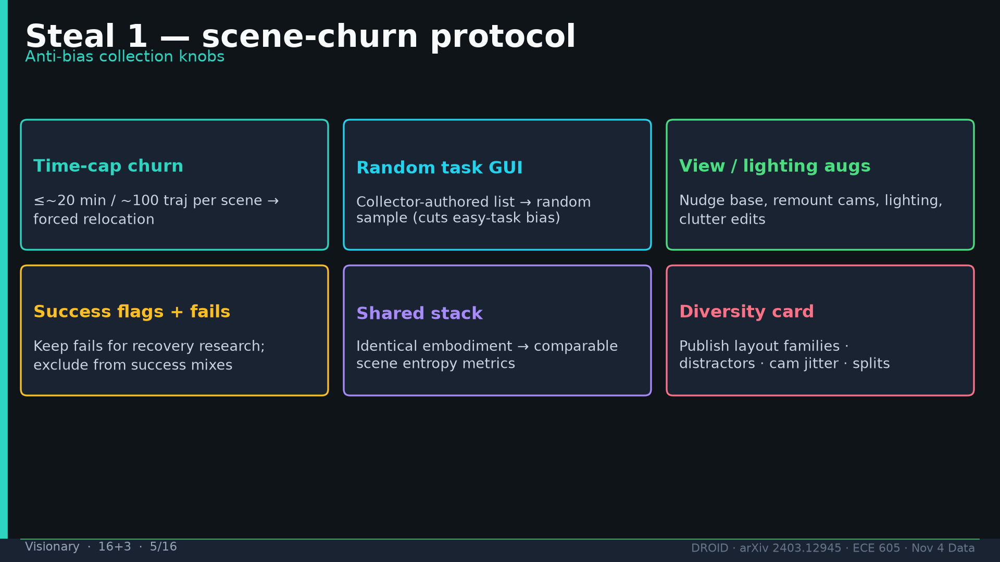 Steal 1 — scene-churn protocol
Anti-bias collection knobs
Time-cap churn
≤~20 min / ~100 traj per scene →
forced relocation
Random task GUI
Collector-authored list → random
sample (cuts easy-task bias)
View / lighting augs
Nudge base, remount cams, lighting,
clutter edits
Success flags + fails
Keep fails for recovery research;
exclude from success mixes
Shared stack
Identical embodiment → comparable
scene entropy metrics
Diversity card
Publish layout families ·
distractors · cam jitter · splits
Visionary · 16+3 · 5/16
DROID · arXiv 2403.12945 · ECE 605 · Nov 4 Data